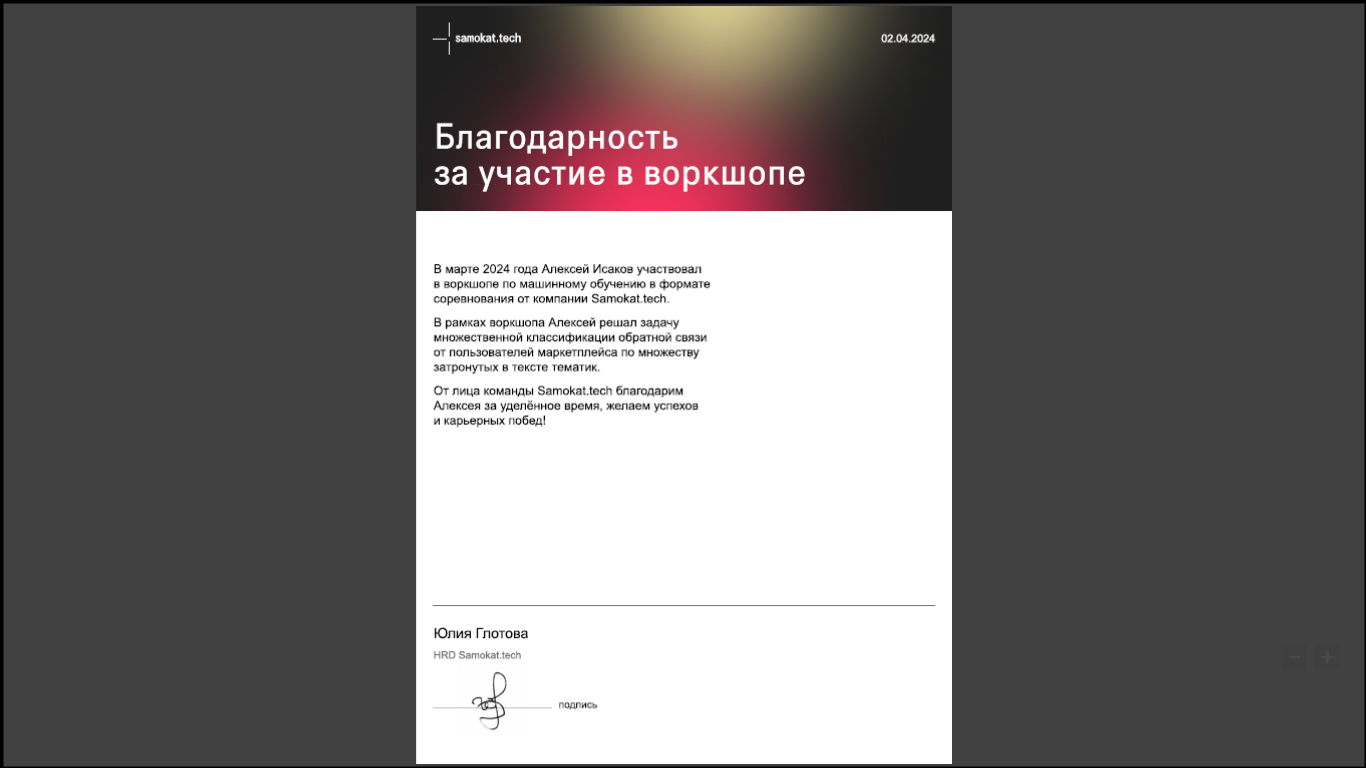 samokat.tech
02.04.2024
Благодарность
за участие в воркшопе
В марте 2024 года Алексей Исаков участвовал
в воркшопе по машинному обучению в формате
соревнования от компании Samokat.tech.
В рамках воркшопа Алексей решал задачу
множественной классификации обратной связи
от пользователей маркетплейса по множеству
затронутых в тексте тематик.
От лица команды Samokat.tech благодарим
Алексея за уделённое время, желаем успехов
и карьерных побед!
Юлия Глотова
HRD Samokat.tech
подпись